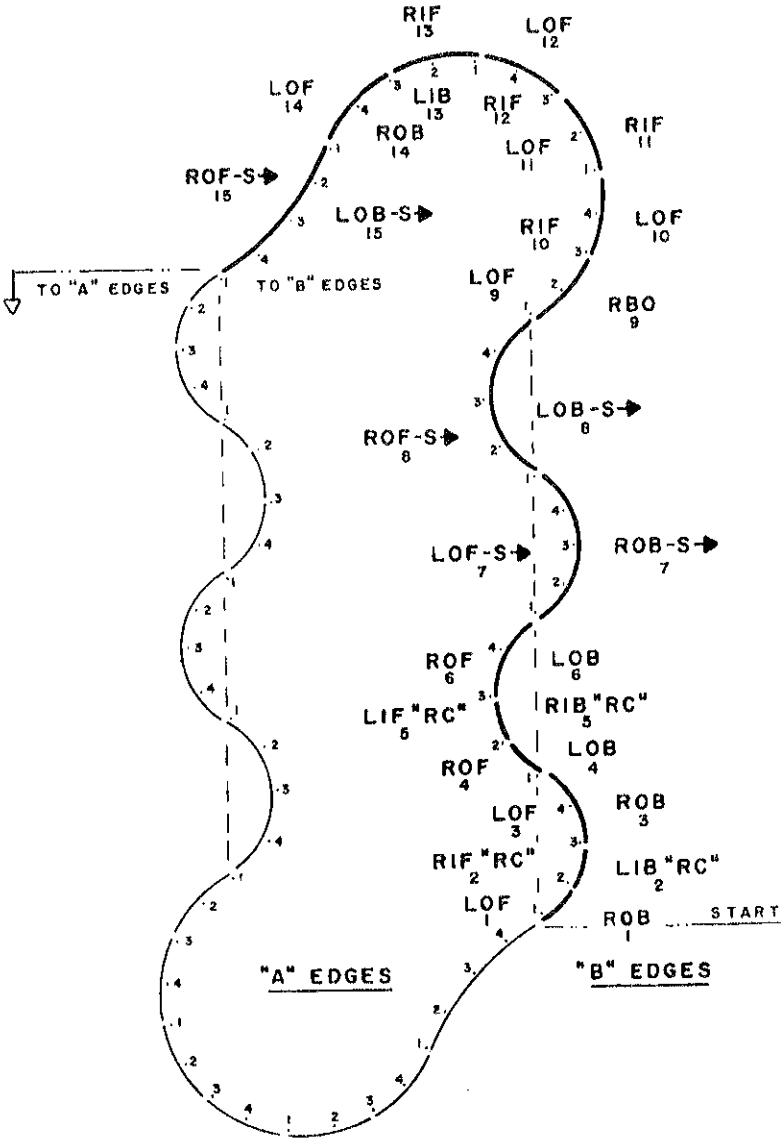 RIF
13
LOF
12
LOF
14
LIB
13
RIF
12
ROB
14
RIF
11
LOF
11
ROF-S
15
LOB-S
15
RIF
10
LOF
10
TO "A" EDGES
TO "B" EDGES
LOF
9
RBO
9
LOB-S
8
ROF-S
8
LOF-S
7
ROB-S
7
ROF
6
LOB
6
LIF "RC"
5
RIB "RC"
5
ROF
4
LOB
4
LOF
3
ROB
3
RIF "RC"
2
LIB "RC"
2
LOF
1
ROB
1
START
"A" EDGES
"B" EDGES